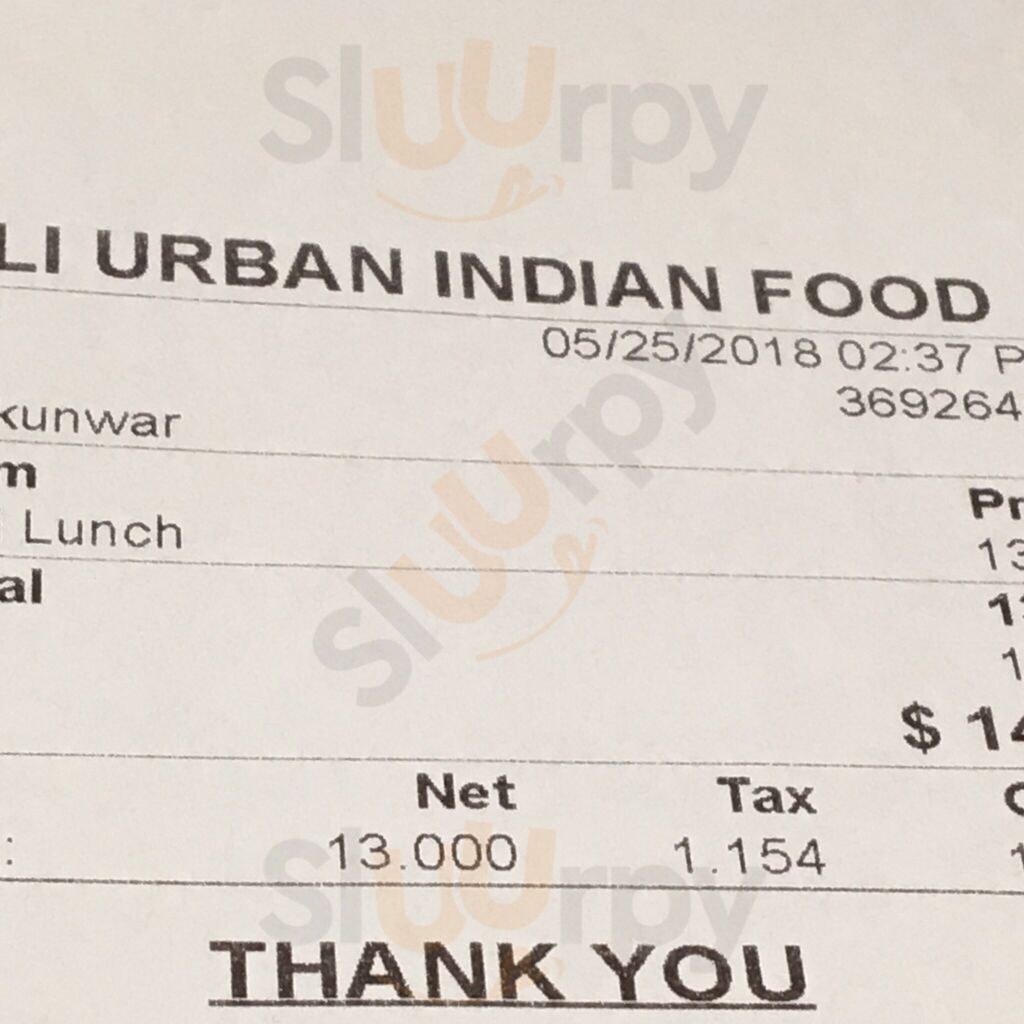 Sluurpy
LI URBAN INDIAN FOOD
05/25/2018 02:37 P
369264
kunwar
m
Pr
Lunch
13
al
13
1
Sluurpy
$ 14
Net Tax
: 13.000 1.154 1
Sluurpy
THANK YOU